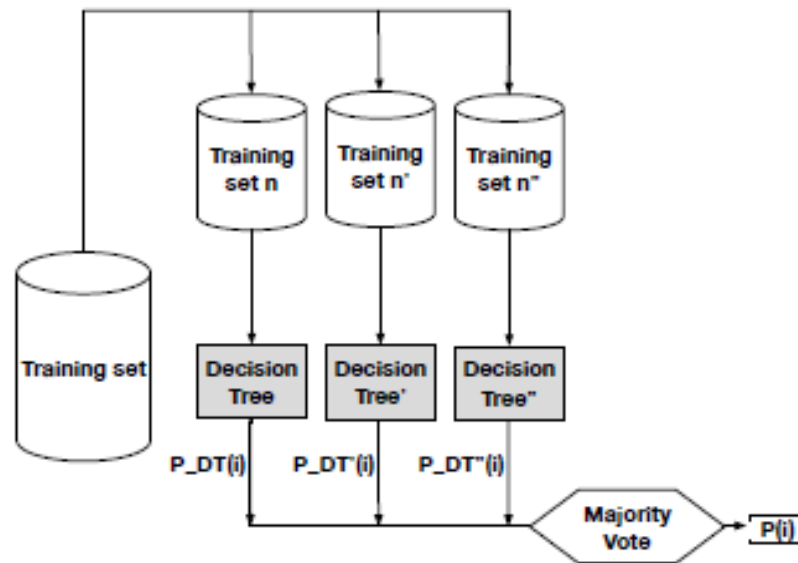 Training
set n
Training
set n'
Training
set n"
Training set
Decision
Tree
Decision
Tree'
Decision
Tree"
P_DT(i)
P_DT'(i)
P_DT"(i)
Majority
Vote
P(i)